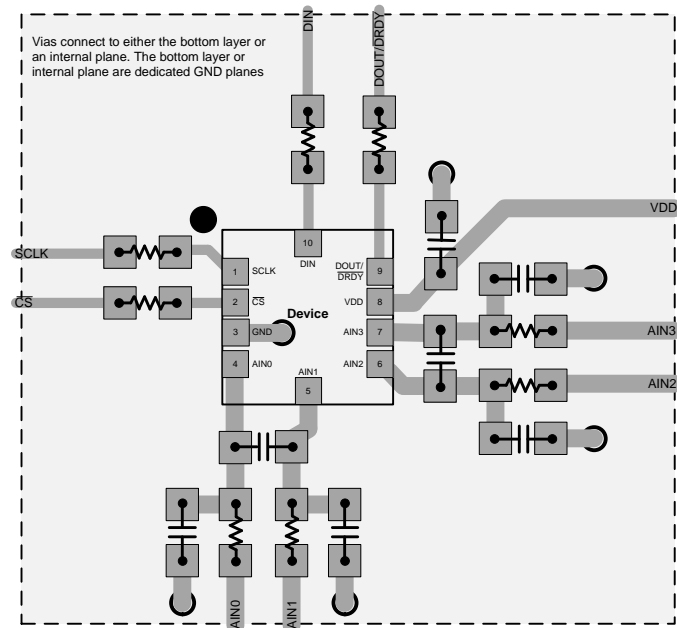 DIN
DOUT/DRDY
Vias connect to either the bottom layer or
an internal plane. The bottom layer or
internal plane are dedicated GND planes
VDD
SCLK
CS
10
DIN
1 SCLK
DOUT/
DRDY 9
2 CS
VDD 8
Device
3 GND
AIN3 7
4 AIN0
AIN1
5
AIN2 6
AIN3
AIN2
AIN0
AIN1